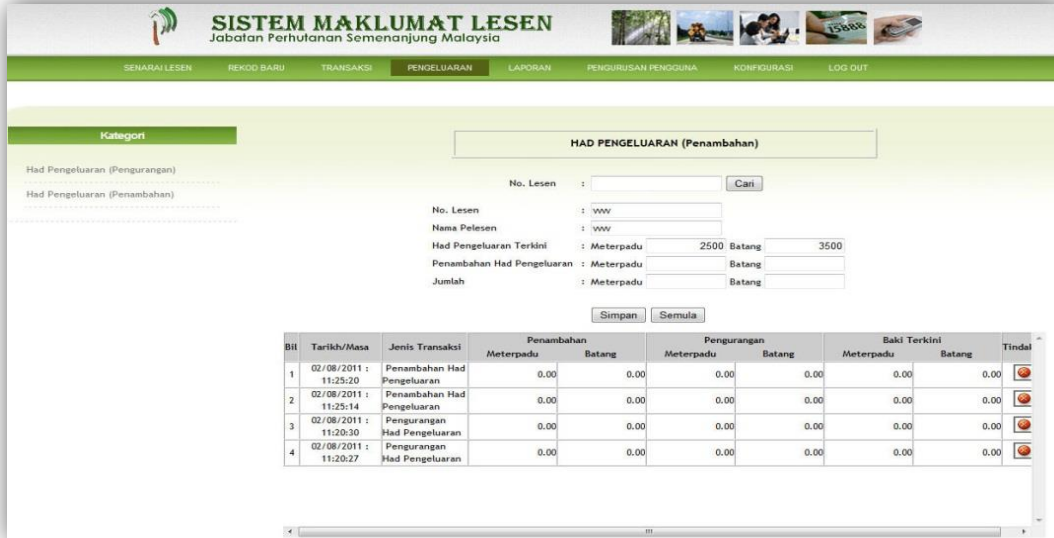 SISTEM MAKLUMAT LESEN
Jabatan Perhutanan Semenanjung Malaysia
15888
SENARAI LESEN REKOD BARU TRANSAKSI PENGELUARAN LAPORAN PENGURUSAN PENGGUNA KONFIGURASI LOG OUT
Kategori
Had Pengeluaran (Pengurangan)
Had Pengeluaran (Penambahan)
HAD PENGELUARAN (Penambahan)
No. Lesen : Cari
No. Lesen : vvvv
Nama Pelesen : vvvv
Had Pengeluaran Terkini : Meterpadu 2500 Batang 3500
Penambahan Had Pengeluaran : Meterpadu Batang
Jumlah : Meterpadu Batang
Simpan Semula
Bil Tarikh/Masa Jenis Transaksi Penambahan Pengurangan Baki Terkini Tindak
Meterpadu Batang Meterpadu Batang Meterpadu Batang
1 02/08/2011 : 11:25:20 Penambahan Had Pengeluaran 0.00 0.00 0.00 0.00 0.00 0.00
2 02/08/2011 : 11:25:14 Penambahan Had Pengeluaran 0.00 0.00 0.00 0.00 0.00 0.00
3 02/08/2011 : 11:20:30 Pengurangan Had Pengeluaran 0.00 0.00 0.00 0.00 0.00 0.00
4 02/08/2011 : 11:20:27 Pengurangan Had Pengeluaran 0.00 0.00 0.00 0.00 0.00 0.00